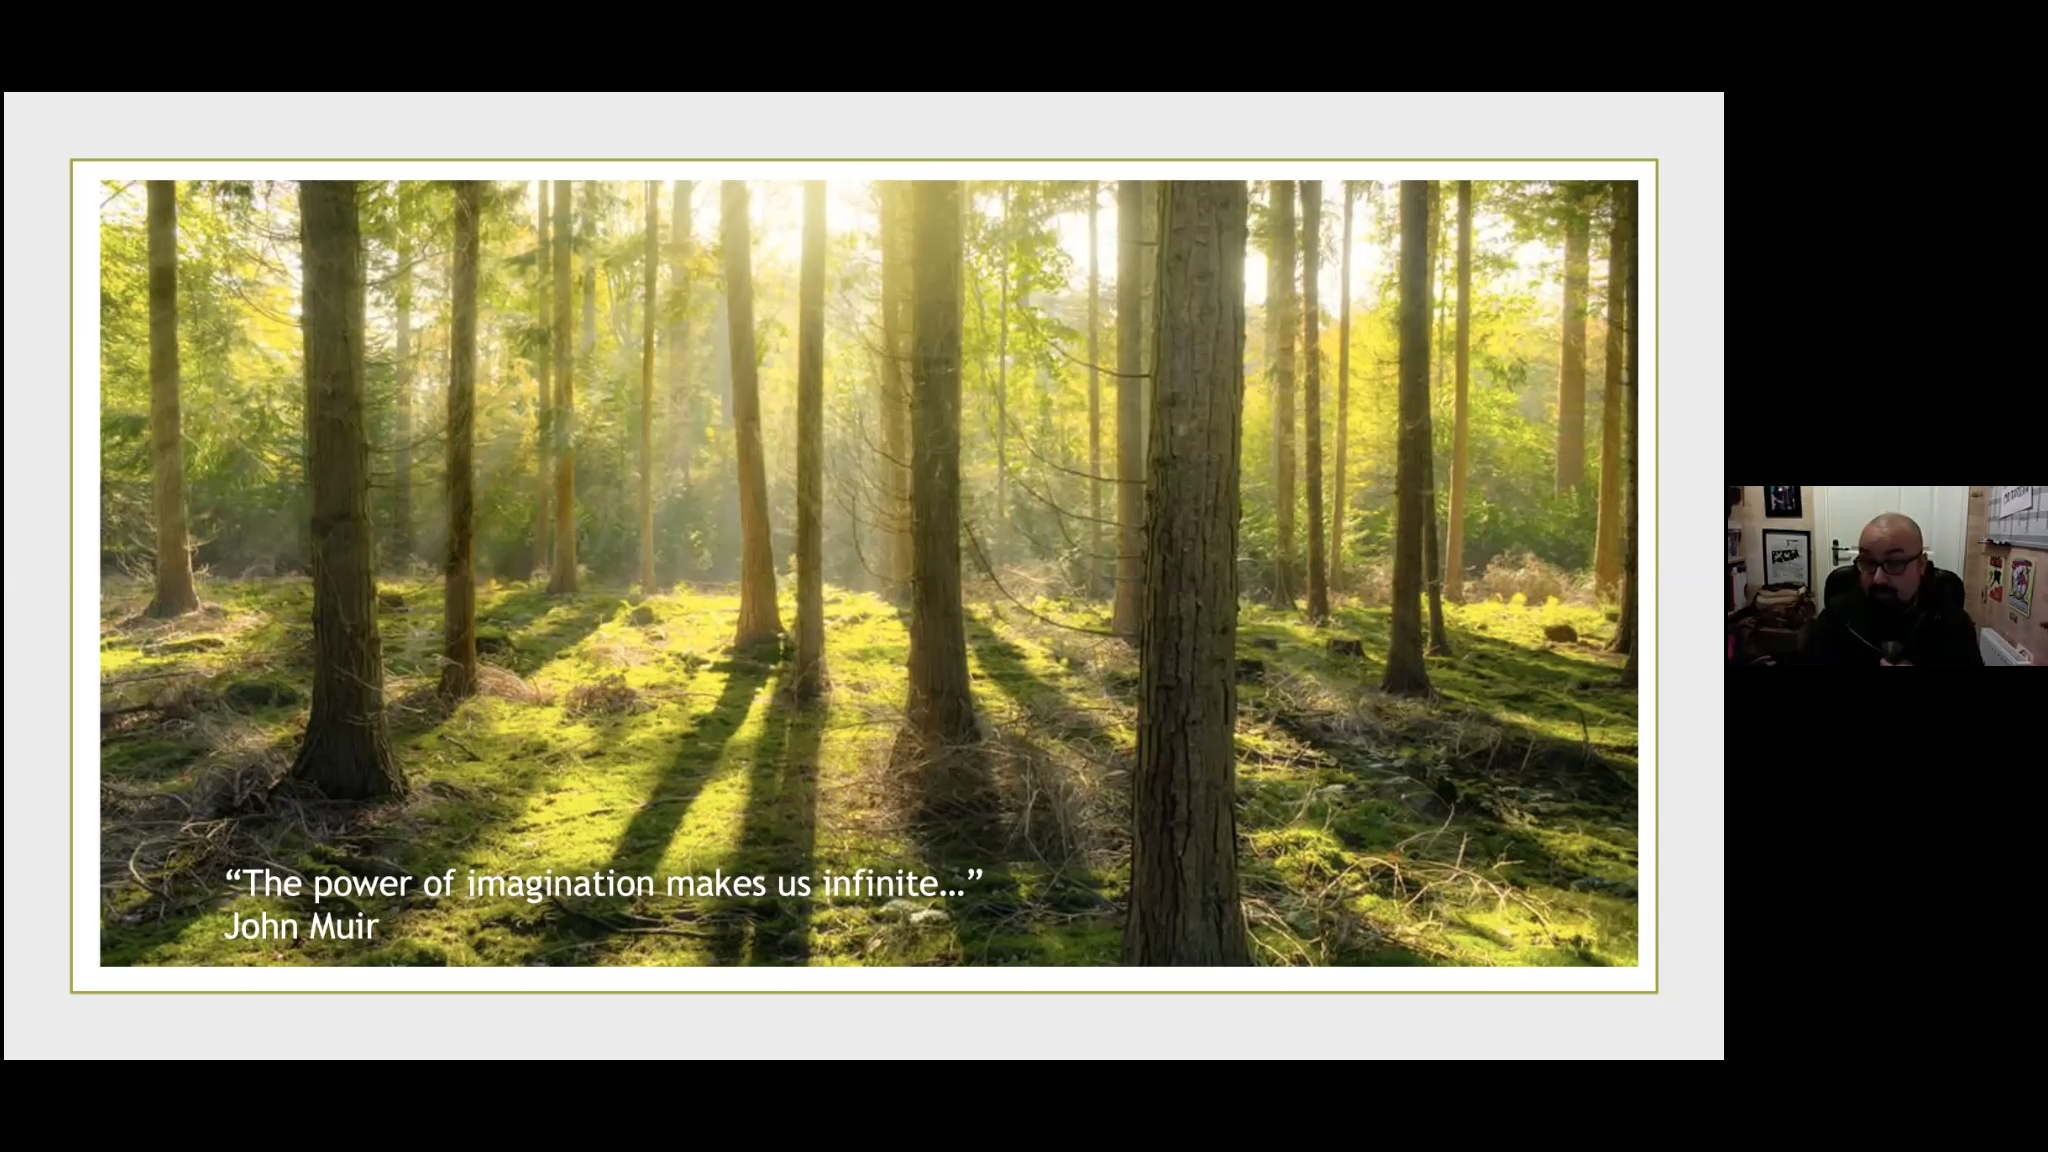 “The power of imagination makes us infinite…”
John Muir